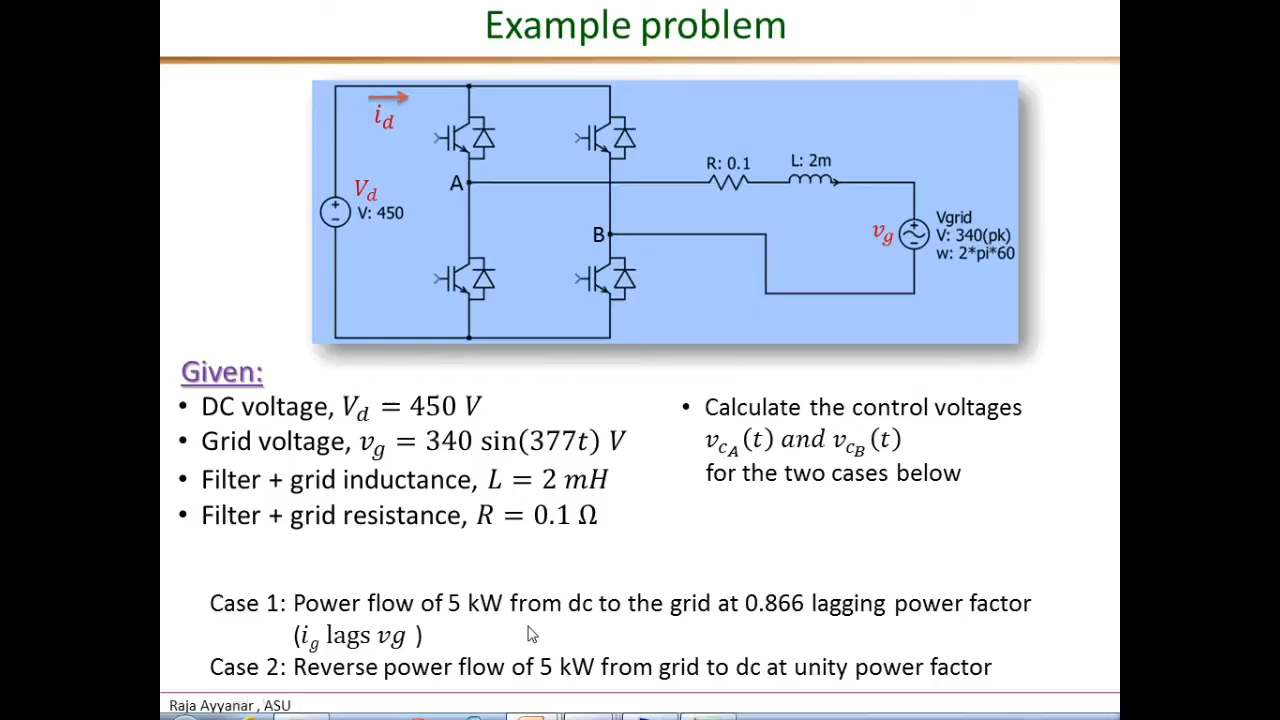 Example problem
i_d
A
V_d
V: 450
R: 0.1
L: 2m
B
v_g
Vgrid
V: 340(pk)
w: 2*pi*60
Given:
• DC voltage, V_d = 450 V
• Grid voltage, v_g = 340 sin(377t) V
• Filter + grid inductance, L = 2 mH
• Filter + grid resistance, R = 0.1 Ω
• Calculate the control voltages
v_{c_A}(t) and v_{c_B}(t)
for the two cases below
Case 1: Power flow of 5 kW from dc to the grid at 0.866 lagging power factor
(i_g lags vg )
Case 2: Reverse power flow of 5 kW from grid to dc at unity power factor
Raja Ayyanar , ASU